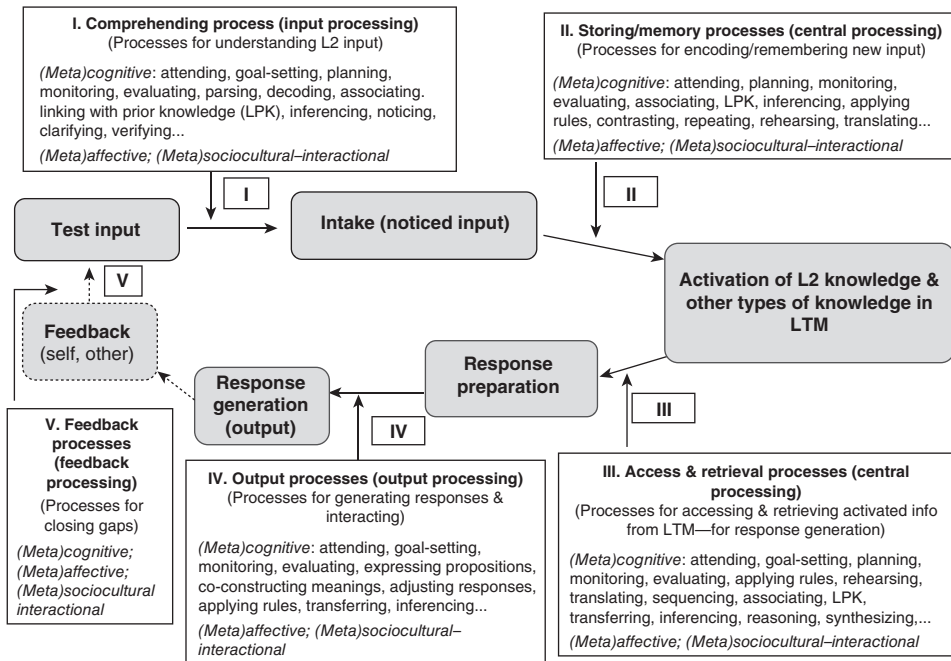 I. Comprehending process (input processing)
(Processes for understanding L2 input)
(Meta)cognitive: attending, goal-setting, planning,
monitoring, evaluating, parsing, decoding, associating.
linking with prior knowledge (LPK), inferencing, noticing,
clarifying, verifying...
(Meta)affective; (Meta)sociocultural–interactional
II. Storing/memory processes (central processing)
(Processes for encoding/remembering new input)
(Meta)cognitive: attending, planning, monitoring,
evaluating, associating, LPK, inferencing, applying
rules, contrasting, repeating, rehearsing, translating...
(Meta)affective; (Meta)sociocultural–interactional
I
II
Test input
Intake (noticed input)
Activation of L2 knowledge &
other types of knowledge in
LTM
V
Feedback
(self, other)
Response
generation
(output)
Response
preparation
IV
III
V. Feedback
processes
(feedback
processing)
(Processes for
closing gaps)
(Meta)cognitive;
(Meta)affective;
(Meta)sociocultural
interactional
IV. Output processes (output processing)
(Processes for generating responses &
interacting)
(Meta)cognitive: attending, goal-setting,
monitoring, evaluating, expressing propositions,
co-constructing meanings, adjusting responses,
applying rules, transferring, inferencing...
(Meta)affective; (Meta)sociocultural–
interactional
III. Access & retrieval processes (central
processing)
(Processes for accessing & retrieving activated info
from LTM—for response generation)
(Meta)cognitive: attending, goal-setting, planning,
monitoring, evaluating, applying rules, rehearsing,
translating, sequencing, associating, LPK,
transferring, inferencing, reasoning, synthesizing,...
(Meta)affective; (Meta)sociocultural–interactional